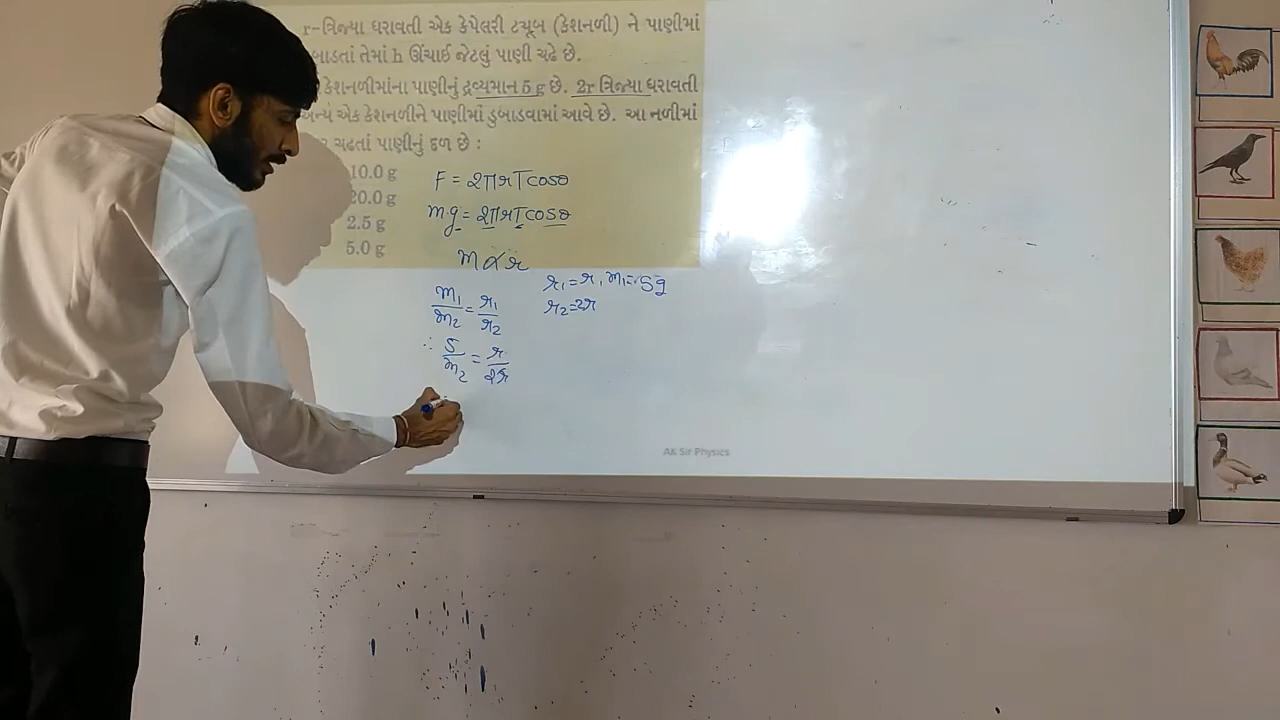 r-ત્રિજ્યા ધરાવતી એક કેપેલરી ટ્યૂબ (કેશનળી) ને પાણીમાં
બાડતાં તેમાં h ઊંચાઈ જેટલું પાણી ચઢે છે.
કેશનળીમાંના પાણીનું દ્રવ્યમાન 5 g છે. 2r ત્રિજ્યા ધરાવતી
અન્ય એક કેશનળીને પાણીમાં ડુબાડવામાં આવે છે. આ નળીમાં
ચઢતાં પાણીનું દળ છે :
10.0 g
20.0 g
2.5 g
5.0 g
F = 2πrTcosθ
mg = 2πrTcosθ
m α r
m₁/m₂ = r₁/r₂
r₁ = r, m₁ = 5g
r₂ = 2r
∴ 5/m₂ = r/2r
AK Sir Physics